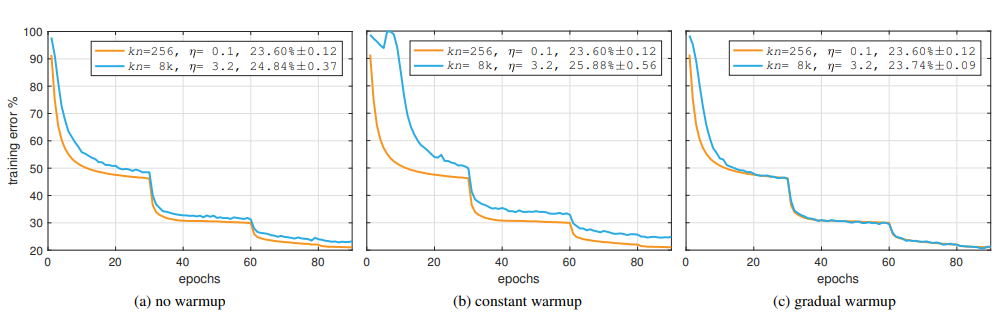 kn=256, η= 0.1, 23.60%±0.12
kn= 8k, η= 3.2, 24.84%±0.37
kn=256, η= 0.1, 23.60%±0.12
kn= 8k, η= 3.2, 25.88%±0.56
kn=256, η= 0.1, 23.60%±0.12
kn= 8k, η= 3.2, 23.74%±0.09
training error %
100
90
80
70
60
50
40
30
20
0 20 40 60 80
0 20 40 60 80
0 20 40 60 80
epochs
epochs
epochs
(a) no warmup
(b) constant warmup
(c) gradual warmup